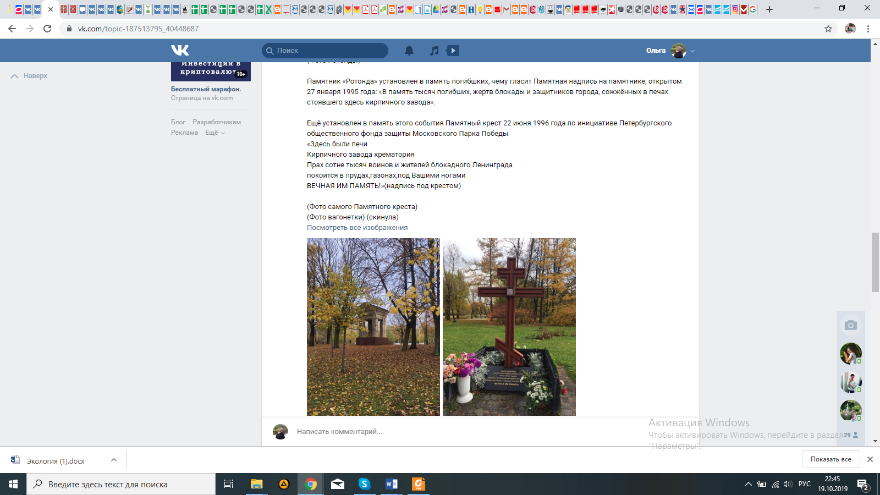 vk.com/topic-187513795_40448687
Поиск
Ольга
Наверх
Инвестиции в
криптовалюту
18+
Бесплатный марафон.
Страница на vk.com
Блог Разработчикам
Реклама Ещё
Памятник «Ротонда» установлен в память погибших, чему гласит Памятная надпись на памятнике, открытом
27 января 1995 года: «В память тысяч погибших, жертв блокады и защитников города, сожжённых в печах
стоявшего здесь кирпичного завода».
Ещё установлен в память этого события Памятный крест 22 июня 1996 года по инициативе Петербургского
общественного фонда защиты Московского Парка Победы
«Здесь были печи
Кирпичного завода крематория
Прах сотне тысяч воинов и жителей блокадного Ленинграда
покоится в прудах,газонах,под Вашими ногами
ВЕЧНАЯ ИМ ПАМЯТЬ!»(надпись под крестом)
(Фото самого Памятного креста)
(Фото вагонетки) (скинула)
Посмотреть все изображения
Написать комментарий...
Активация Windows
Чтобы активировать Windows, перейдите в раздел
"Параметры".
29
Экология (1).docx
Показать все
Введите здесь текст для поиска
РУС
22:45
19.10.2019
2